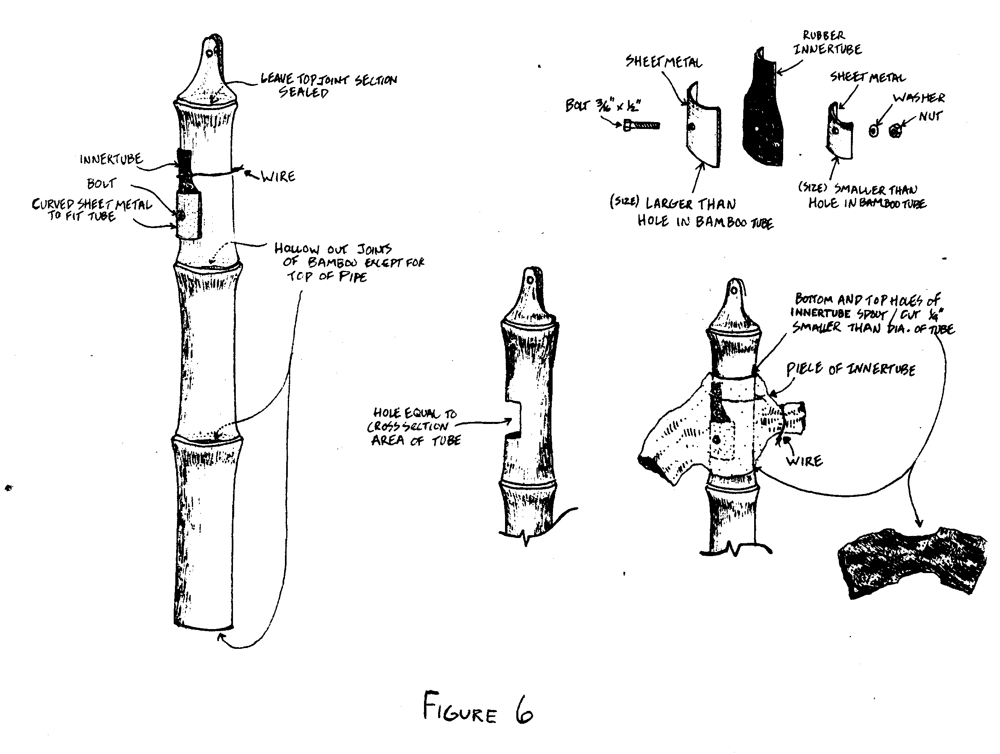 LEAVE TOP JOINT SECTION
SEALED
INNERTUBE
WIRE
BOLT
CURVED SHEET METAL
TO FIT TUBE
HOLLOW OUT JOINTS
OF BAMBOO EXCEPT FOR
TOP OF PIPE
RUBBER
INNERTUBE
SHEET METAL
SHEET METAL
WASHER
BOLT 3/16" x 1/2"
NUT
(SIZE) LARGER THAN
HOLE IN BAMBOO TUBE
(SIZE) SMALLER THAN
HOLE IN BAMBOO TUBE
HOLE EQUAL TO
CROSS SECTION
AREA OF TUBE
BOTTOM AND TOP HOLES OF
INNERTUBE SPOUT / CUT 1/4"
SMALLER THAN DIA. OF TUBE
PIELE OF INNERTUBE
WIRE
FIGURE 6